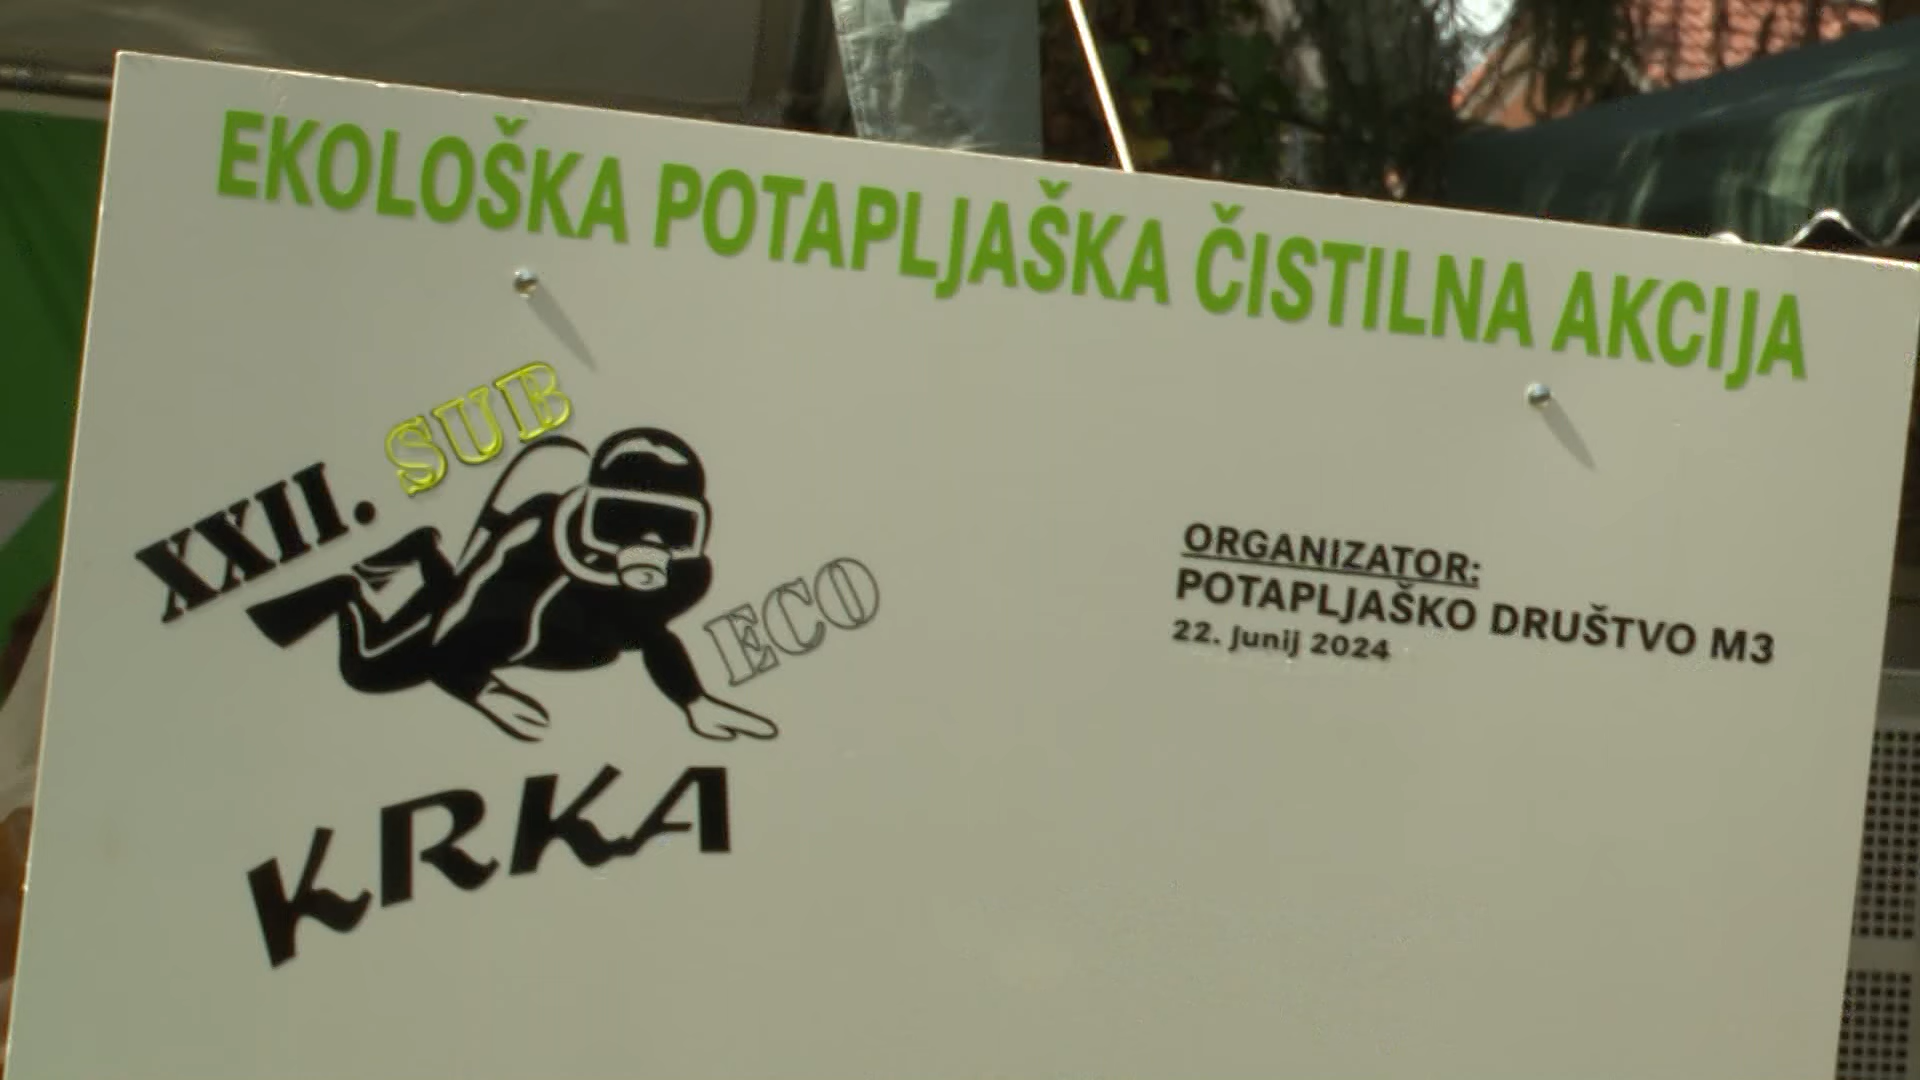 EKOLOŠKA POTAPLJAŠKA ČISTILNA AKCIJA
XXII. SUB
ECO
KRKA
ORGANIZATOR:
POTAPLJAŠKO DRUŠTVO M3
22. Junij 2024